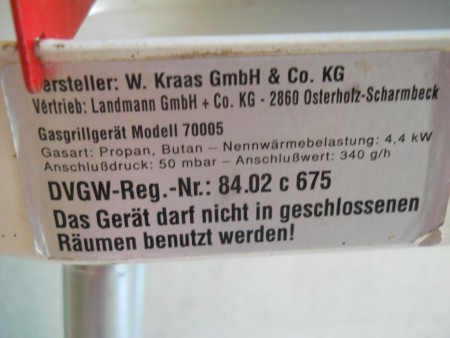 ersteller: W. Kraas GmbH & Co. KG
Vertrieb: Landmann GmbH + Co. KG - 2860 Osterholz-Scharmbeck
Gasgrillgerät Modell 70005
Gasart: Propan, Butan – Nennwärmebelastung: 4,4 kW
Anschlußdruck: 50 mbar – Anschlußwert: 340 g/h
DVGW-Reg.-Nr.: 84.02 c 675
Das Gerät darf nicht in geschlossenen
Räumen benutzt werden!